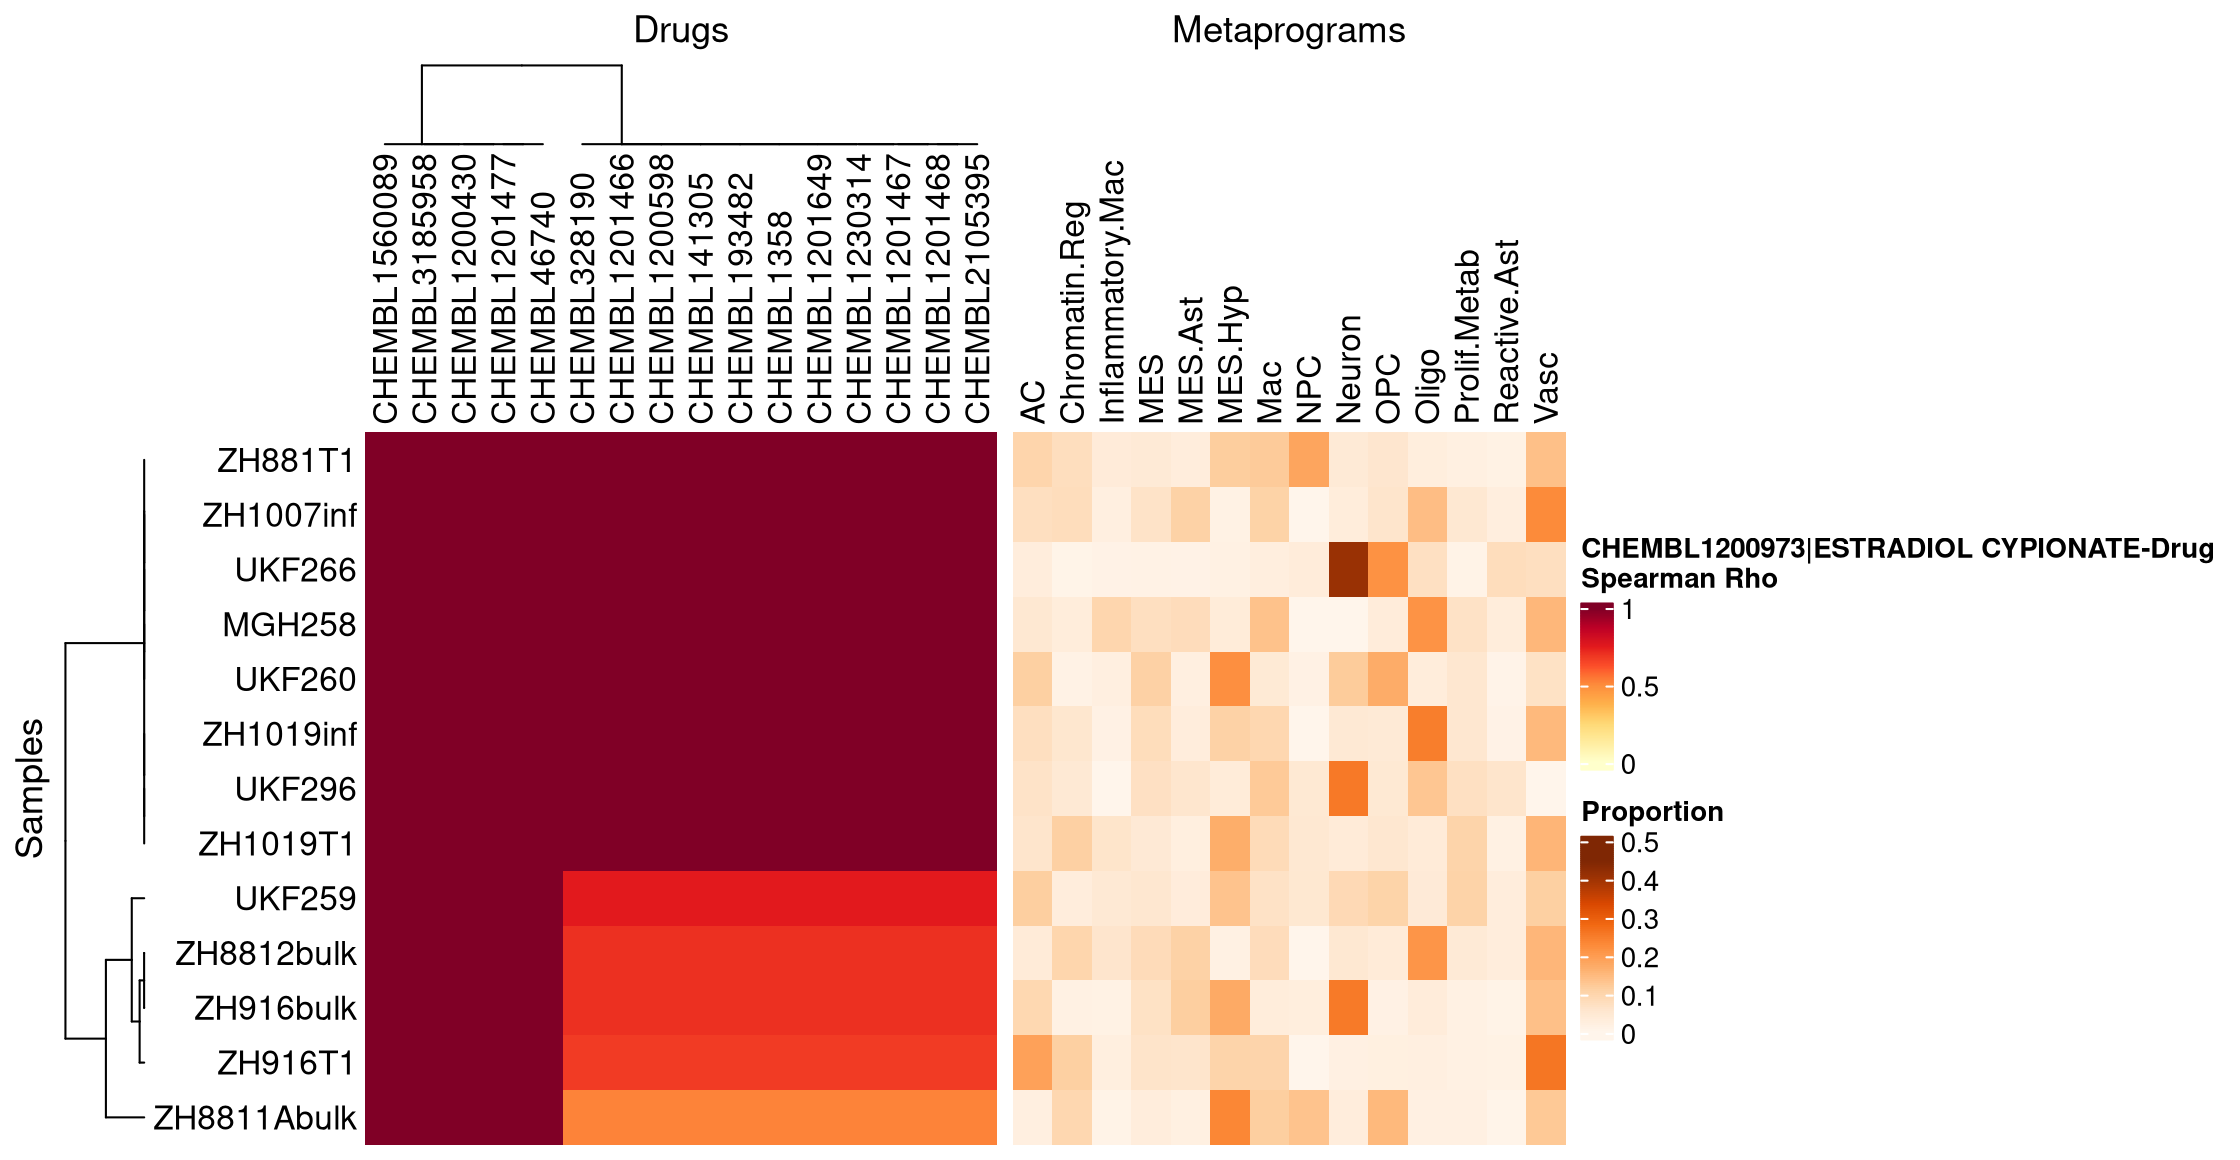 Drugs
Metaprograms
CHEMBL1560089
CHEMBL3185958
CHEMBL1200430
CHEMBL1201477
CHEMBL466740
CHEMBL328190
CHEMBL1201466
CHEMBL1200598
CHEMBL141305
CHEMBL193482
CHEMBL1358
CHEMBL1201649
CHEMBL1230314
CHEMBL1201467
CHEMBL1201468
CHEMBL2105395
AC
Chromatin.Reg
Inflammatory.Mac
MES
MES.Ast
MES.Hyp
Mac
NPC
Neuron
OPC
Oligo
Prolif.Metab
Reactive.Ast
Vasc
Samples
ZH881T1
ZH1007inf
UKF266
MGH258
UKF260
ZH1019inf
UKF296
ZH1019T1
UKF259
ZH8812bulk
ZH916bulk
ZH916T1
ZH8811Abulk
CHEMBL1200973|ESTRADIOL CYPIONATE-Drug
Spearman Rho
1
0.5
0
Proportion
0.5
0.4
0.3
0.2
0.1
0